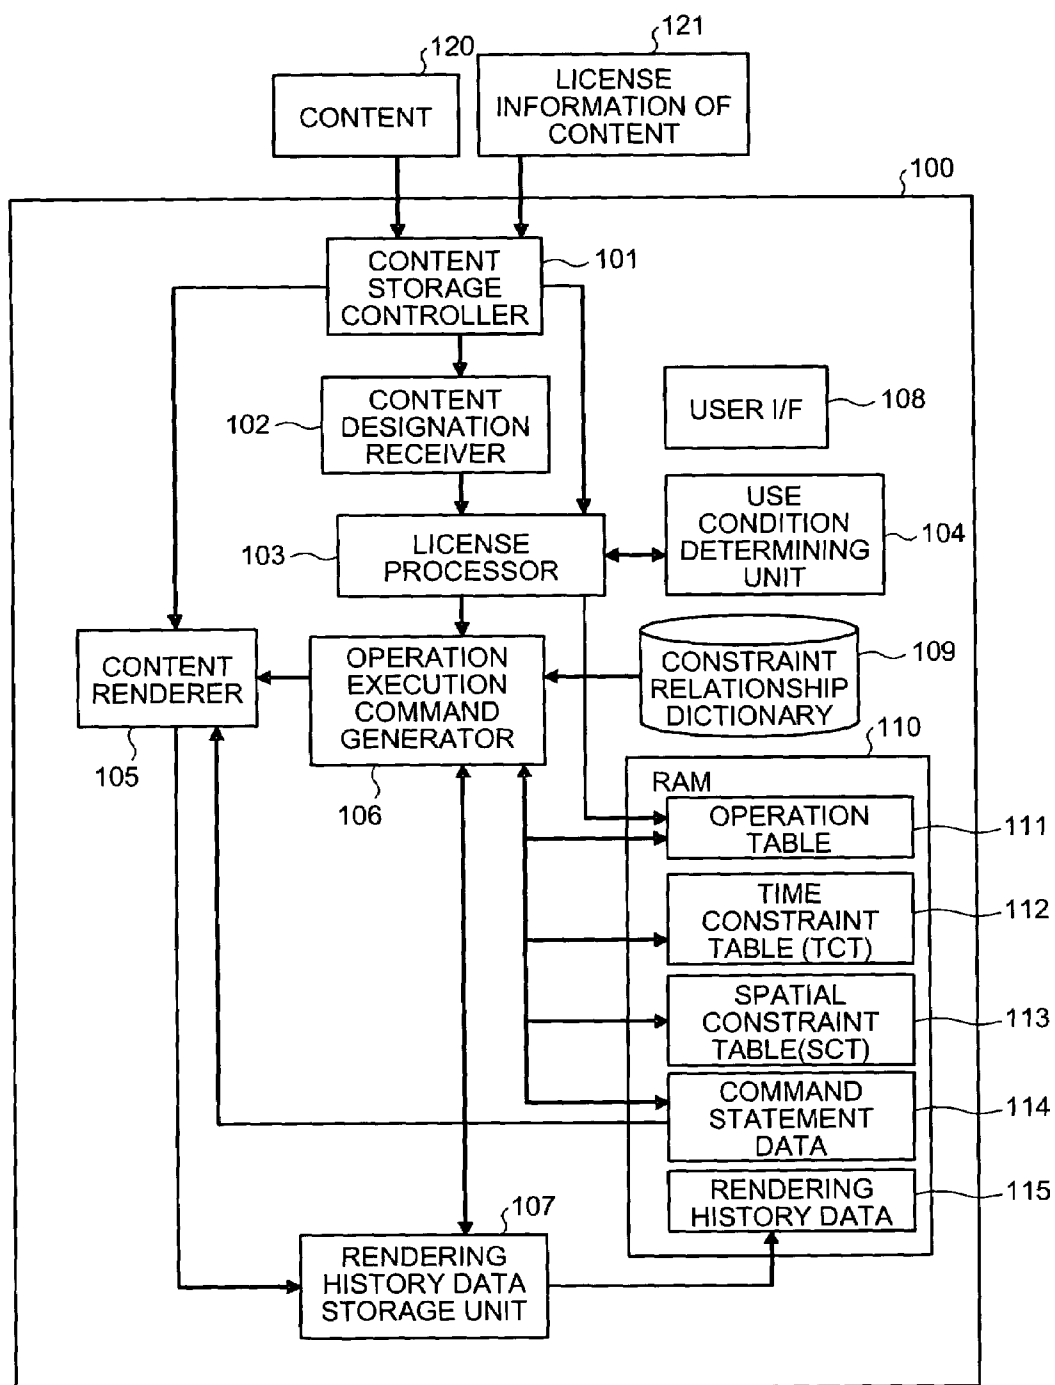 120
121
CONTENT
LICENSE
INFORMATION OF
CONTENT
100
CONTENT
STORAGE
CONTROLLER
101
CONTENT
DESIGNATION
RECEIVER
102
USER I/F
108
LICENSE
PROCESSOR
103
USE
CONDITION
DETERMINING
UNIT
104
CONTENT
RENDERER
105
OPERATION
EXECUTION
COMMAND
GENERATOR
106
CONSTRAINT
RELATIONSHIP
DICTIONARY
109
110
RAM
OPERATION
TABLE
111
TIME
CONSTRAINT
TABLE (TCT)
112
SPATIAL
CONSTRAINT
TABLE(SCT)
113
COMMAND
STATEMENT
DATA
114
RENDERING
HISTORY DATA
115
107
RENDERING
HISTORY DATA
STORAGE UNIT